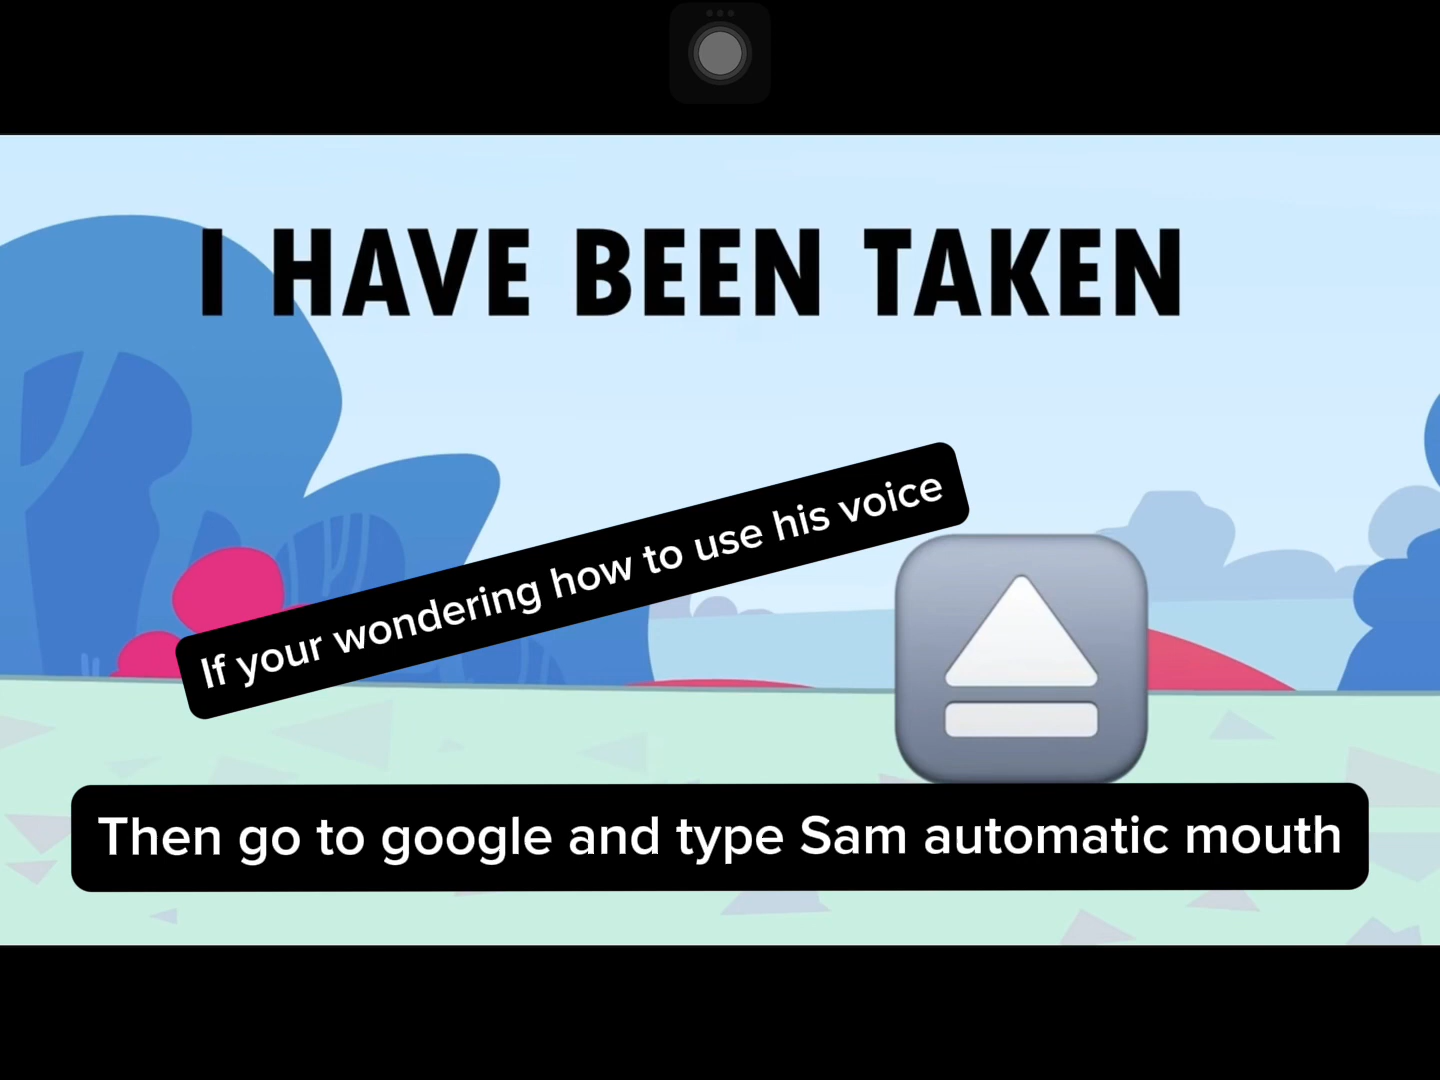 I HAVE BEEN TAKEN
If your wondering how to use his voice
Then go to google and type Sam automatic mouth